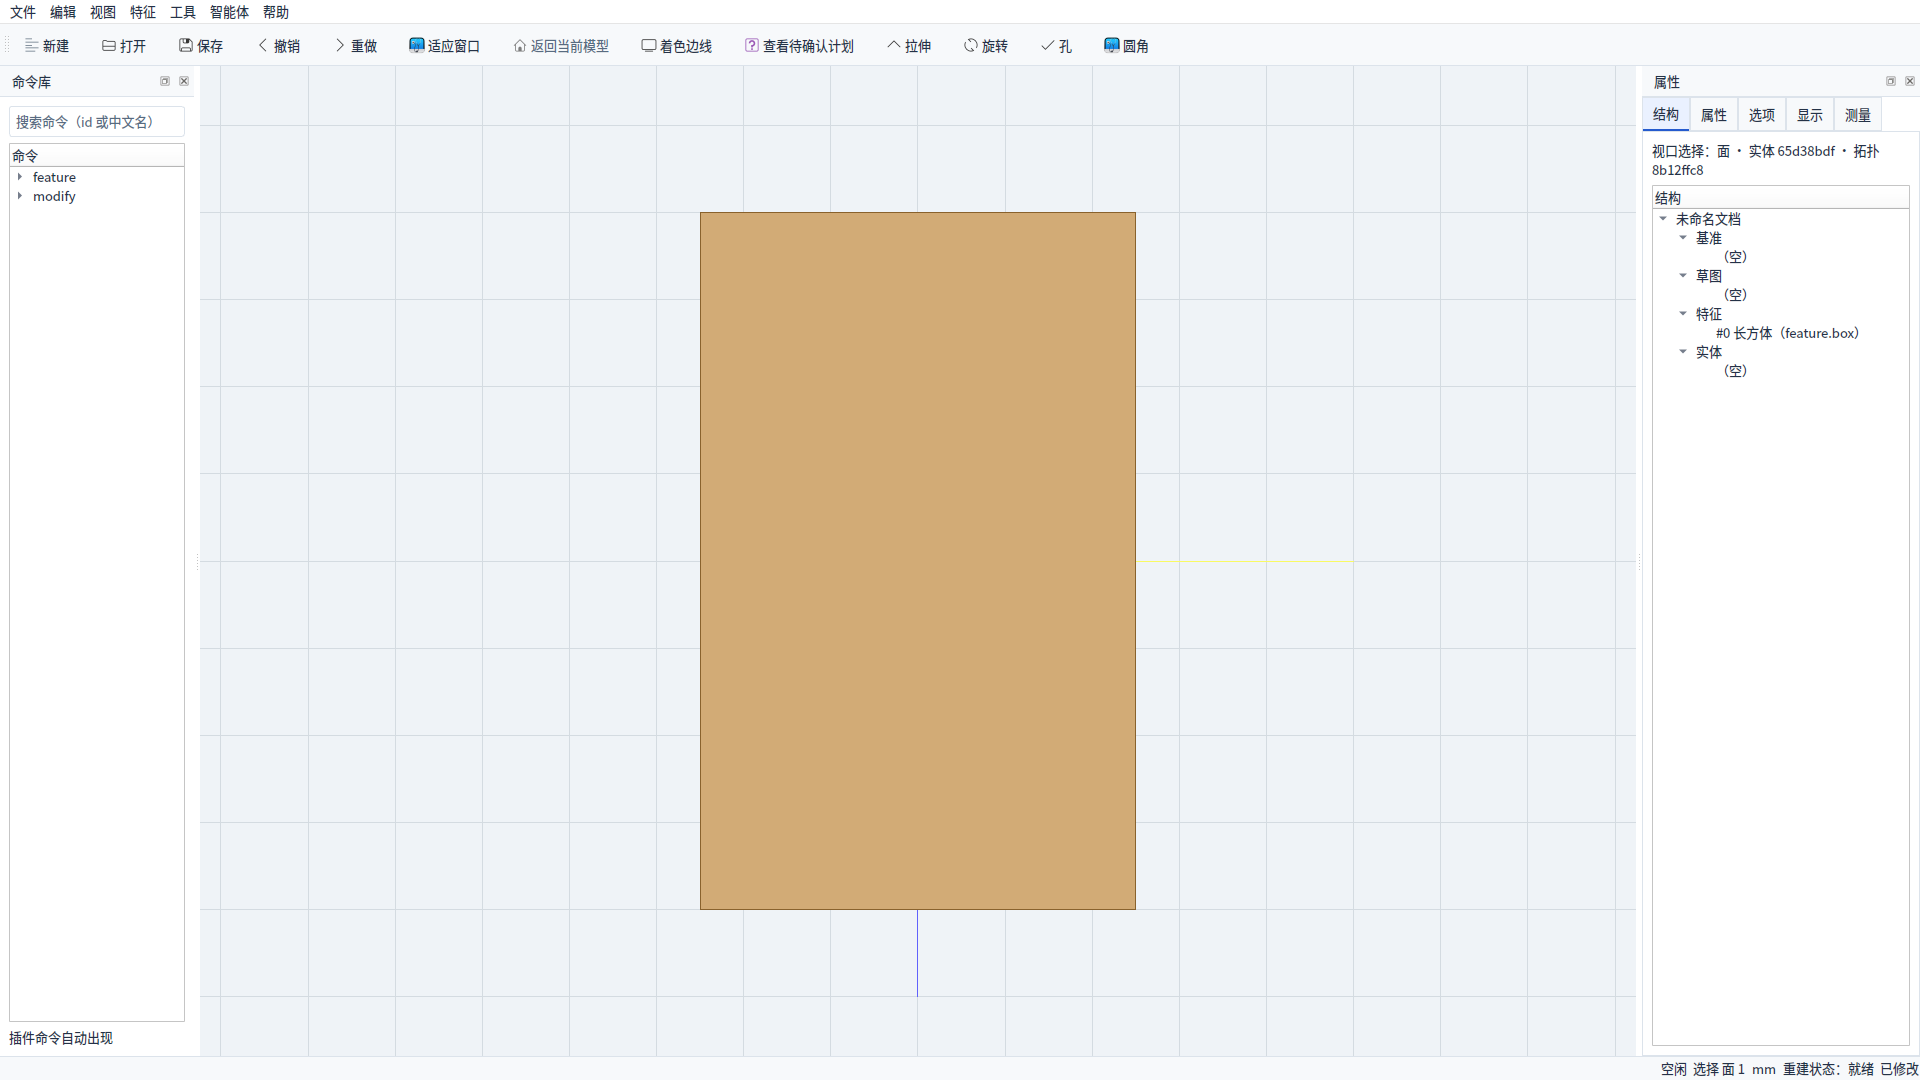 文件 编辑 视图 特征 工具 智能体 帮助
新建 打开 保存 撤销 重做 适应窗口 返回当前模型 着色边线 查看待确认计划 拉伸 旋转 孔 圆角
命令库
搜索命令（id 或中文名）
命令
feature
modify
插件命令自动出现
属性
结构 属性 选项 显示 测量
视口选择：面 · 实体 65d38bdf · 拓扑
8b12ffc8
结构
未命名文档
基准
（空）
草图
（空）
特征
#0 长方体（feature.box）
实体
（空）
空闲 选择 面 1 mm 重建状态：就绪 已修改